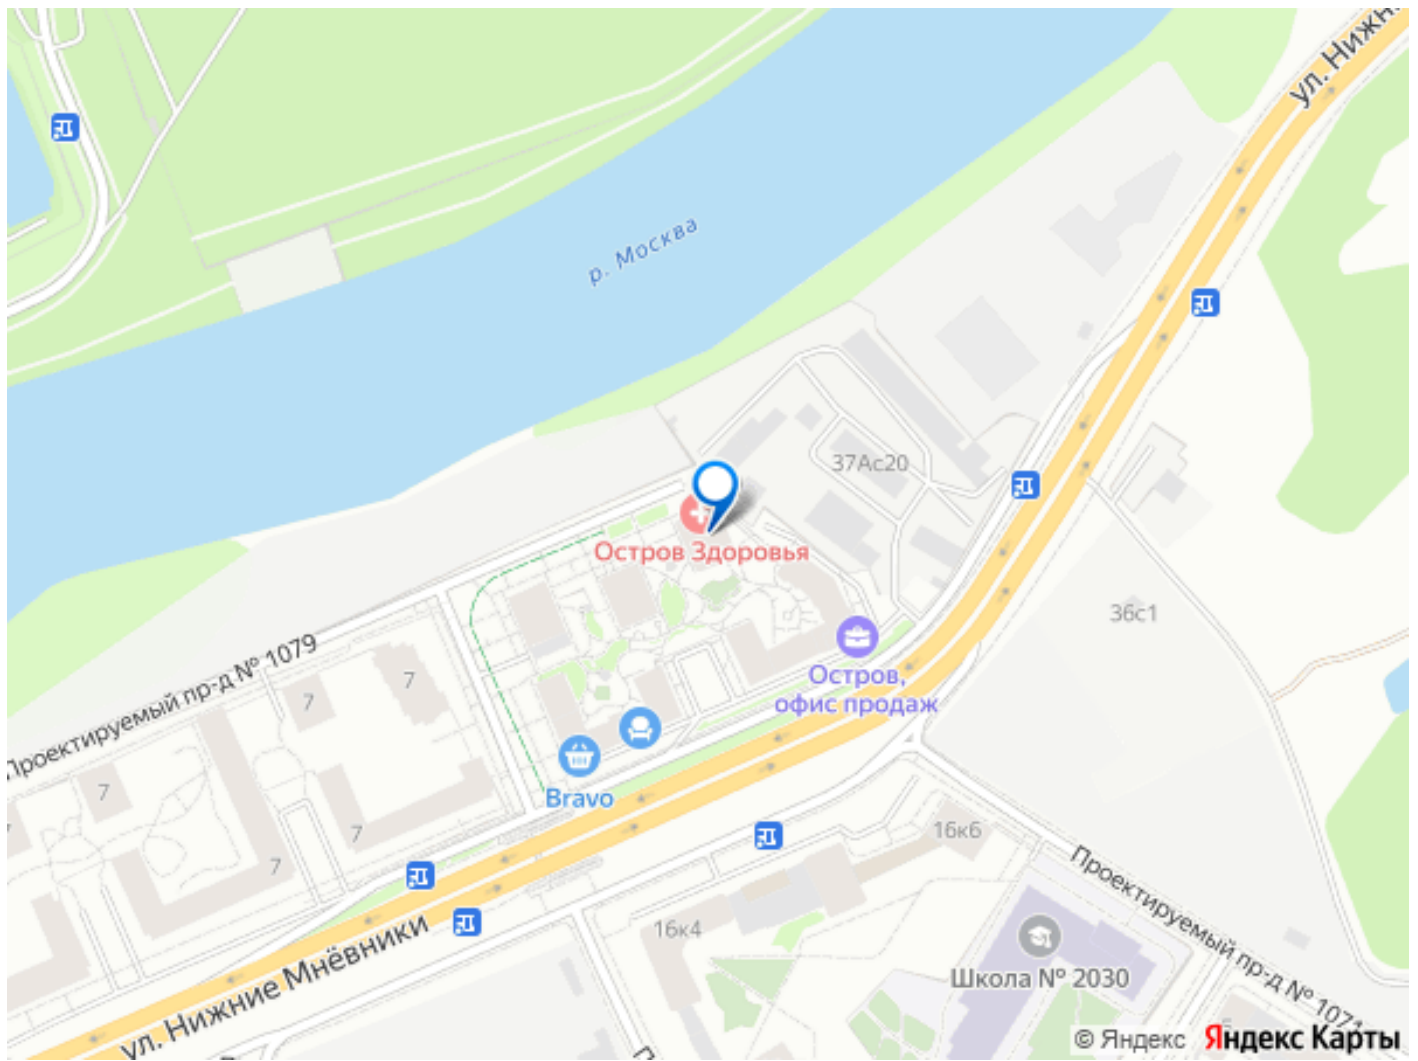 ул. Нижн
р. Москва
37Ас20
Остров Здоровья
36с1
Проектируемый пр-д № 1079
7
7
Остров,
офис продаж
7
Bravo
7
7
16к6
Проектируемый пр-д № 1071
16к4
ул. Нижние Мнёвники
Школа № 2030
© Яндекс Яндекс Карты